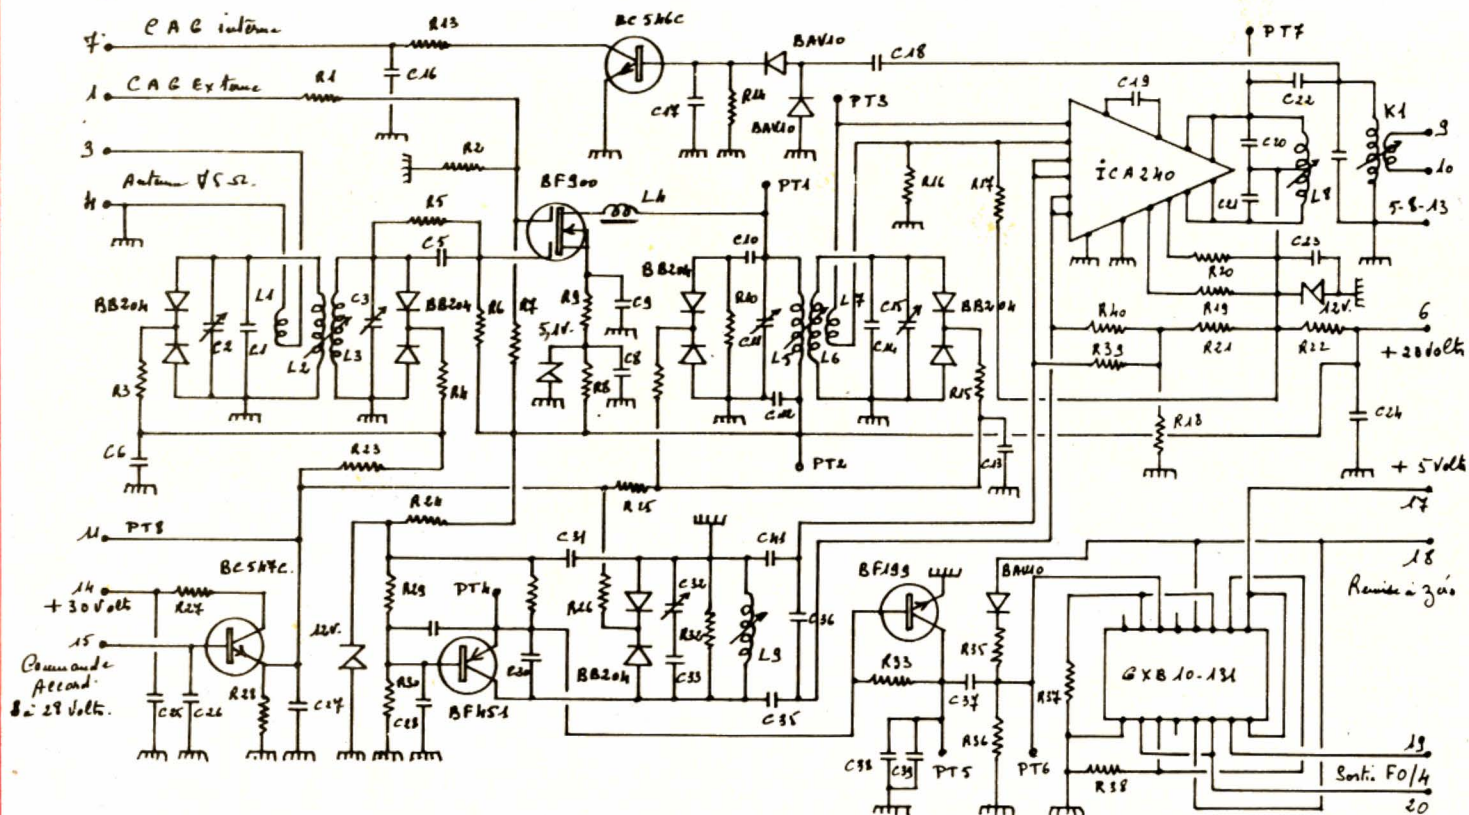 7 CAG interne R13 BC546C BAV10 C18 PT7
C16 C19 C22 K1
1 CAG Externe R1 C17 R14 BAV10 PT3 9
3 R2 C20 10
Antenne 75 Ω. BF900 L4 PT1 R16 R17 iCA240 L8
4 R5 C21 5-8-13
C5 C10 C23
BB204 L1 C3 BB204 R6 R7 R9 C9 BB204 R10 L7 C15 BB204 R20 12V.
C2 C1 L2 L3 5,1V. C11 L5 L6 C14 R40 R19 6
R3 R4 R8 C8 C12 R15 R39 R21 R22 + 20 Volts
C6 R23 PT2 C13 R18 C24
R25 + 5 Volts
R24 17
11 PT8 C31 C41 18
BC547C. BF199 BAV10 Remise à zéro
14 R27 R29 PT4 R26 C32 C36
+ 30 Volts
15 12V. R32 L9 R35
Commande R30 C30 BB204 C33 R33 R37 GXB10-131
Accord R28 C28 BF451 C35 C37
8 à 28 Volts. C25 C26 C27 R36 19
C38 C39 PT5 PT6 R38 Sortie F0/4
20